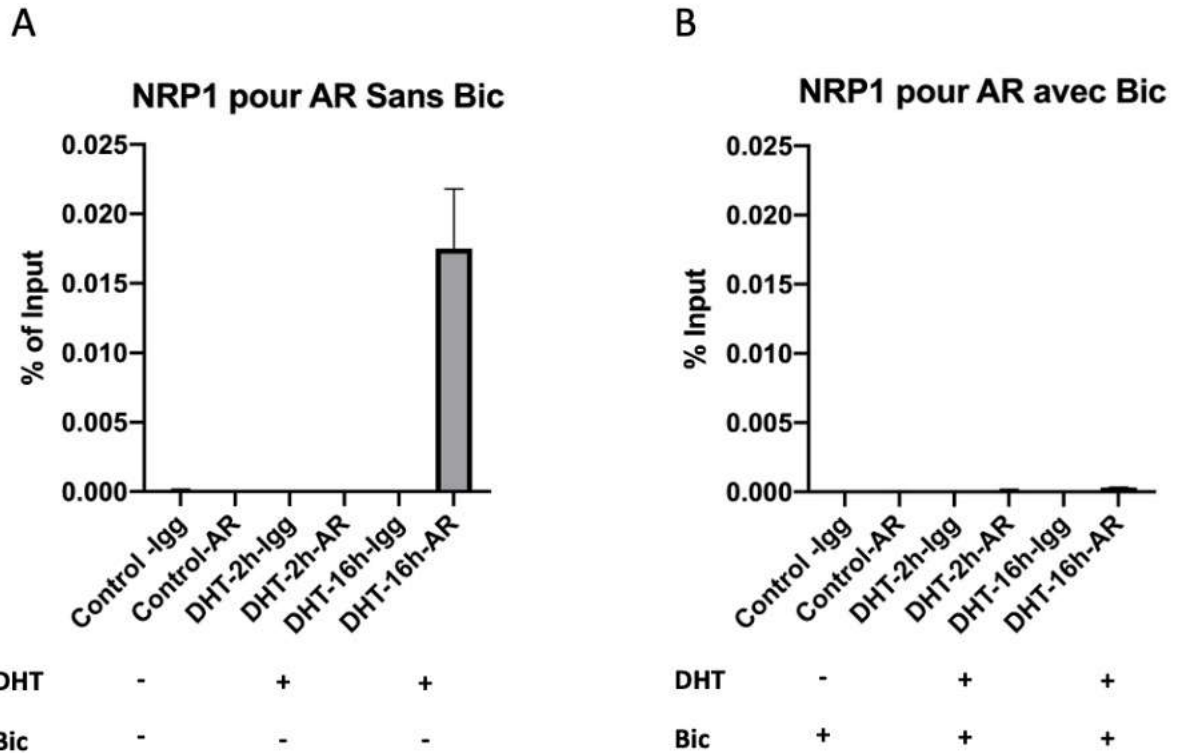 A
NRP1 pour AR Sans Bic
% of Input
0.025
0.020
0.015
0.010
0.005
0.000
Control -Igg
Control-AR
DHT-2h-Igg
DHT-2h-AR
DHT-16h-Igg
DHT-16h-AR
DHT - + +
Bic - - -
B
NRP1 pour AR avec Bic
% Input
0.025
0.020
0.015
0.010
0.005
0.000
Control -Igg
Control-AR
DHT-2h-Igg
DHT-2h-AR
DHT-16h-Igg
DHT-16h-AR
DHT - + +
Bic + + +